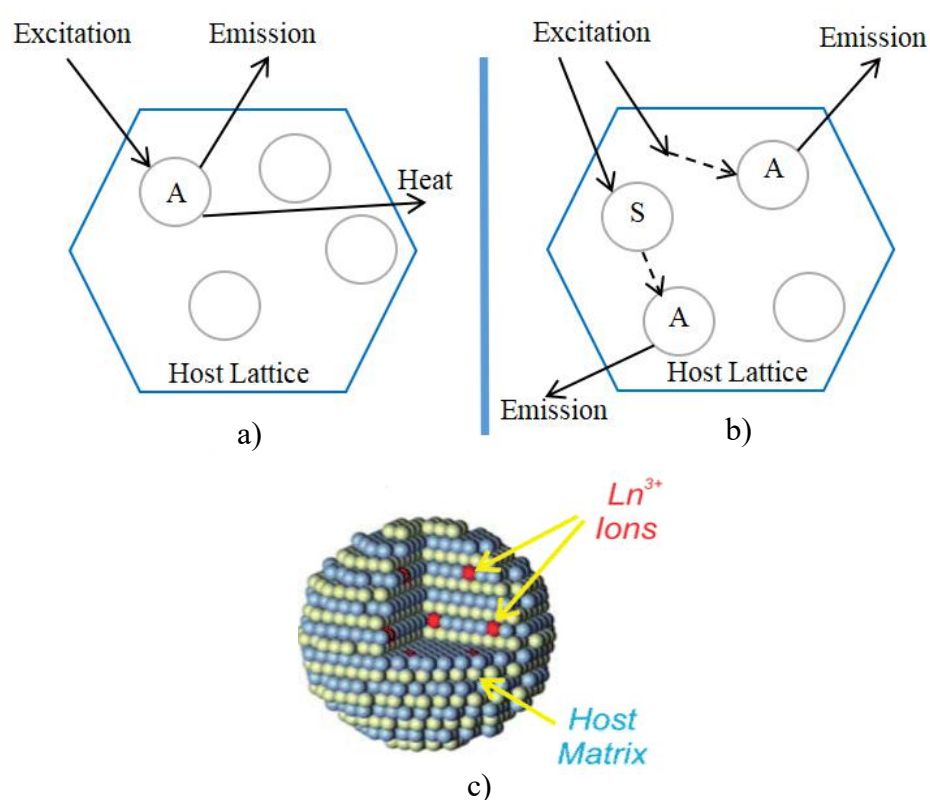 Excitation
Emission
A
Heat
Host Lattice
a)
Excitation
Emission
A
S
A
Host Lattice
Emission
b)
Ln³⁺
Ions
Host
Matrix
c)